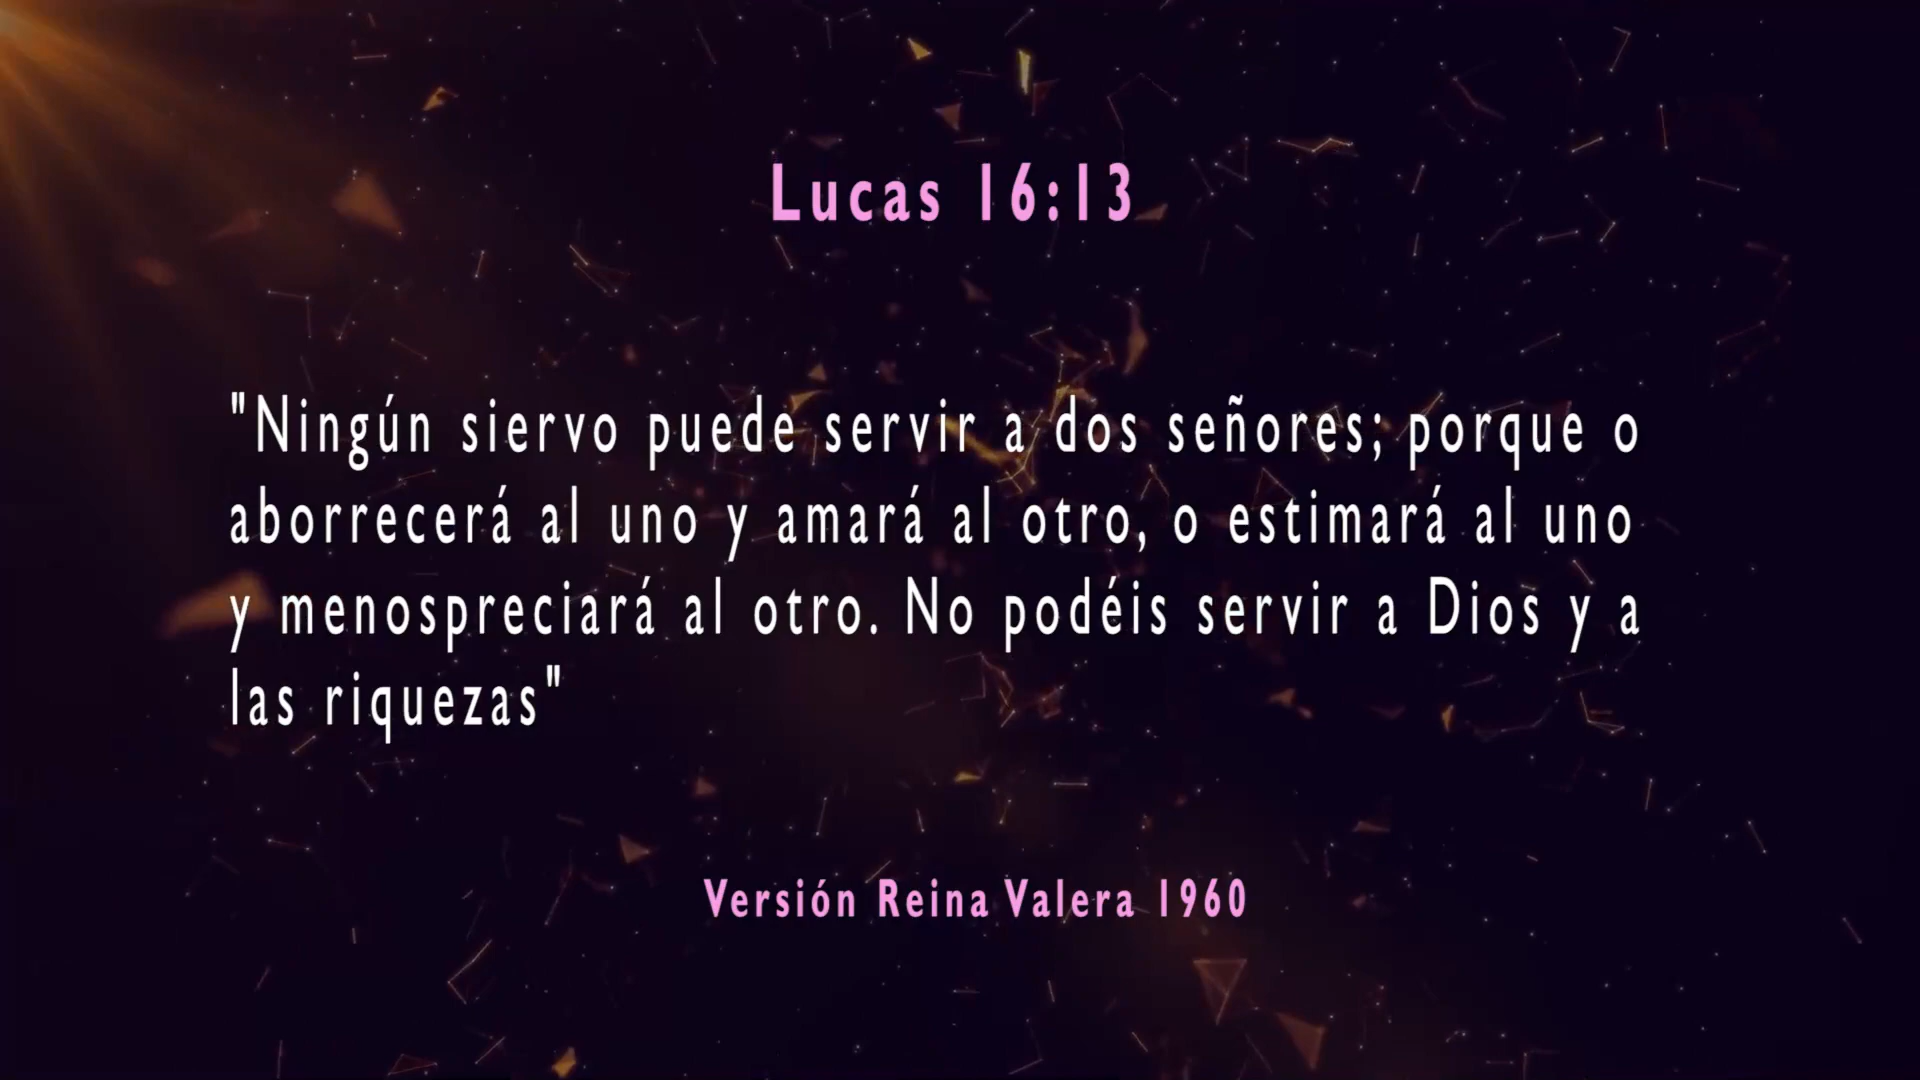 Lucas 16:13
"Ningún siervo puede servir a dos señores; porque o
aborrecerá al uno y amará al otro, o estimará al uno
y menospreciará al otro. No podéis servir a Dios y a
las riquezas"
Versión Reina Valera 1960